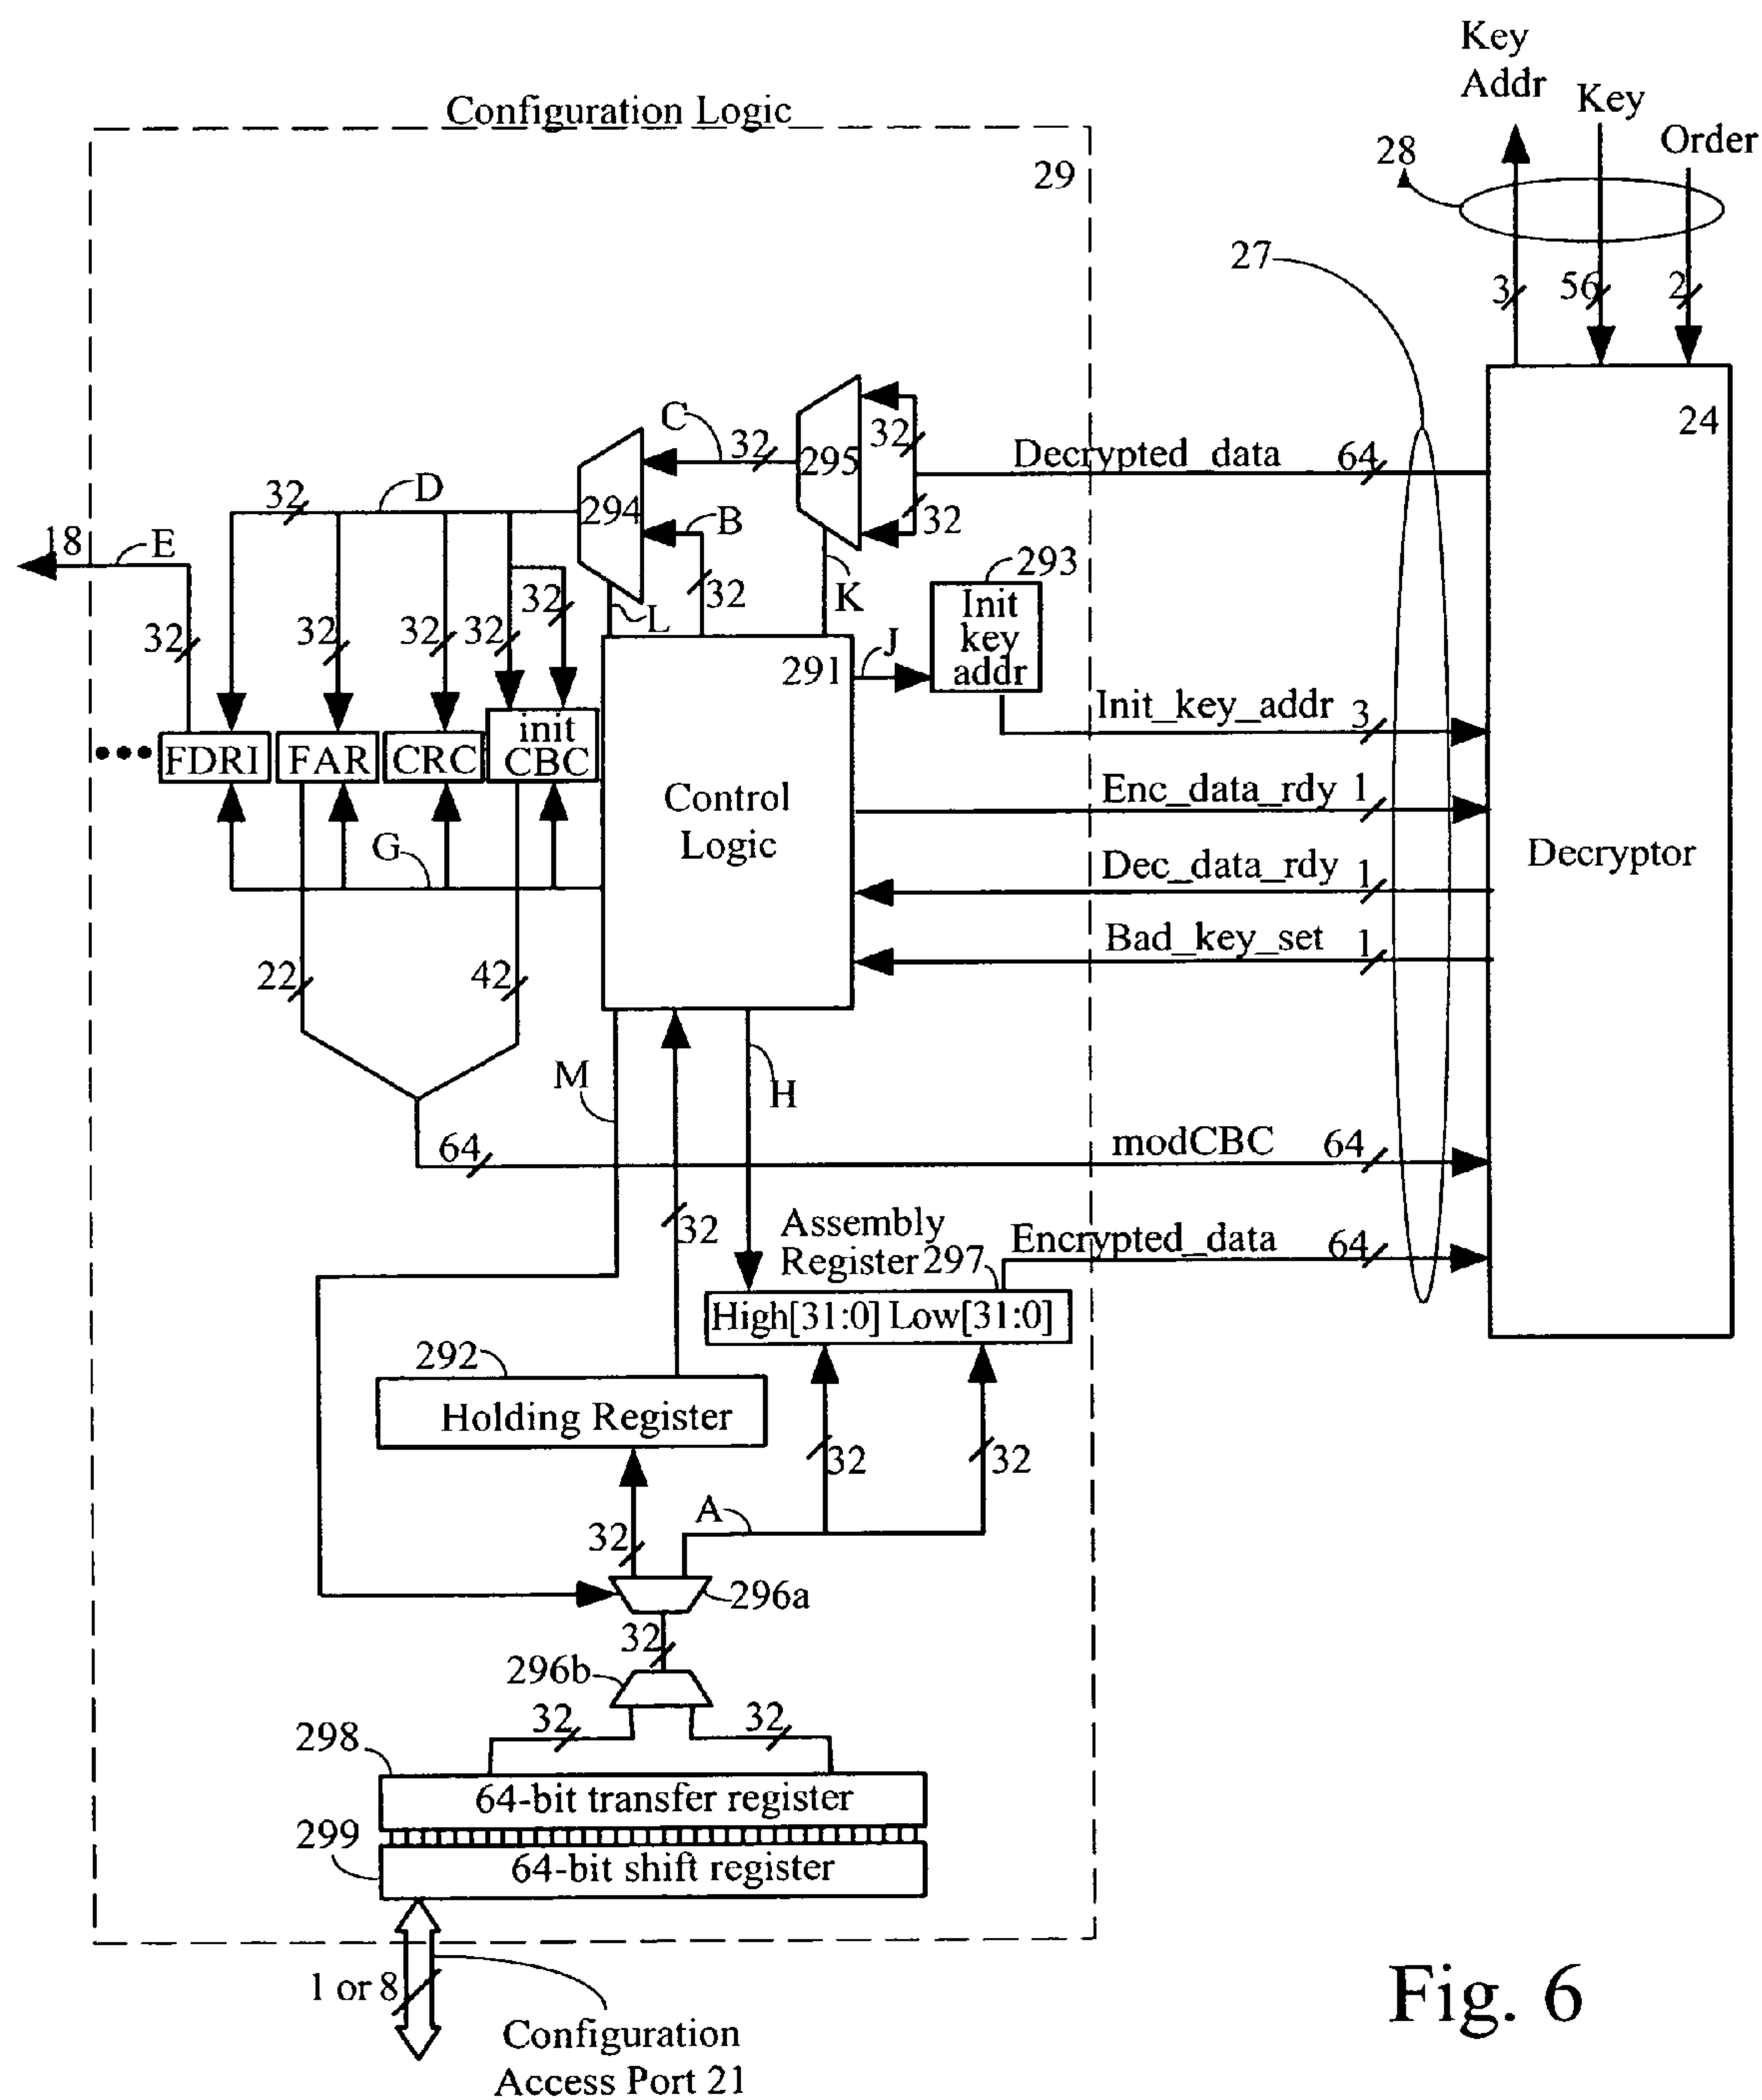 Key
Addr
Key
Order
Configuration Logic
29
28
27
3
56
2
24
C
32
295
32
Decrypted_data
64
32
D
32
294
B
32
293
18
E
L
32
K
Init
key
addr
32
32
32
32
32
J
291
Init_key_addr
3
FDRI
FAR
CRC
init
CBC
Control
Logic
Enc_data_rdy
1
Decryptor
G
Dec_data_rdy
1
Bad_key_set
1
22
42
M
H
64
modCBC
64
32
Assembly
Register 297
Encrypted_data
64
High[31:0] Low[31:0]
292
Holding Register
32
32
A
32
296a
32
296b
32
32
298
64-bit transfer register
299
64-bit shift register
1 or 8
Configuration
Access Port 21
Fig. 6